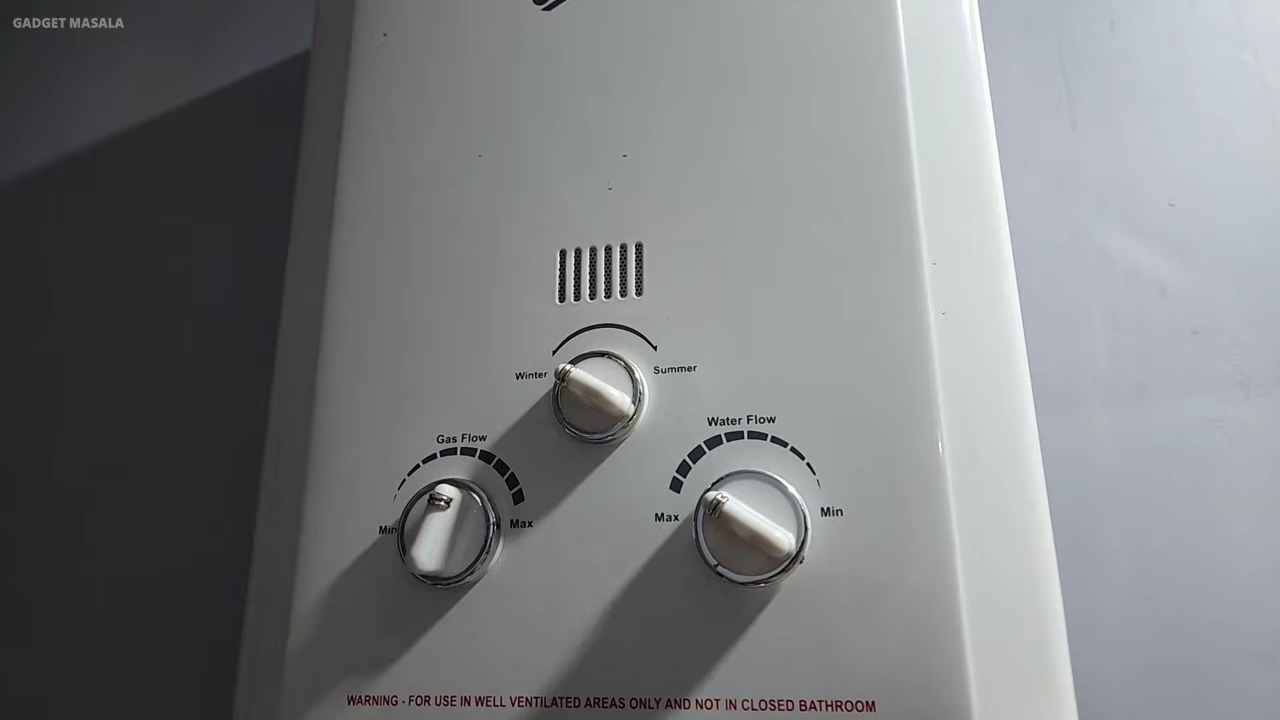 GADGET MASALA
Winter
Summer
Gas Flow
Min
Max
Water Flow
Max
Min
WARNING - FOR USE IN WELL VENTILATED AREAS ONLY AND NOT IN CLOSED BATHROOM